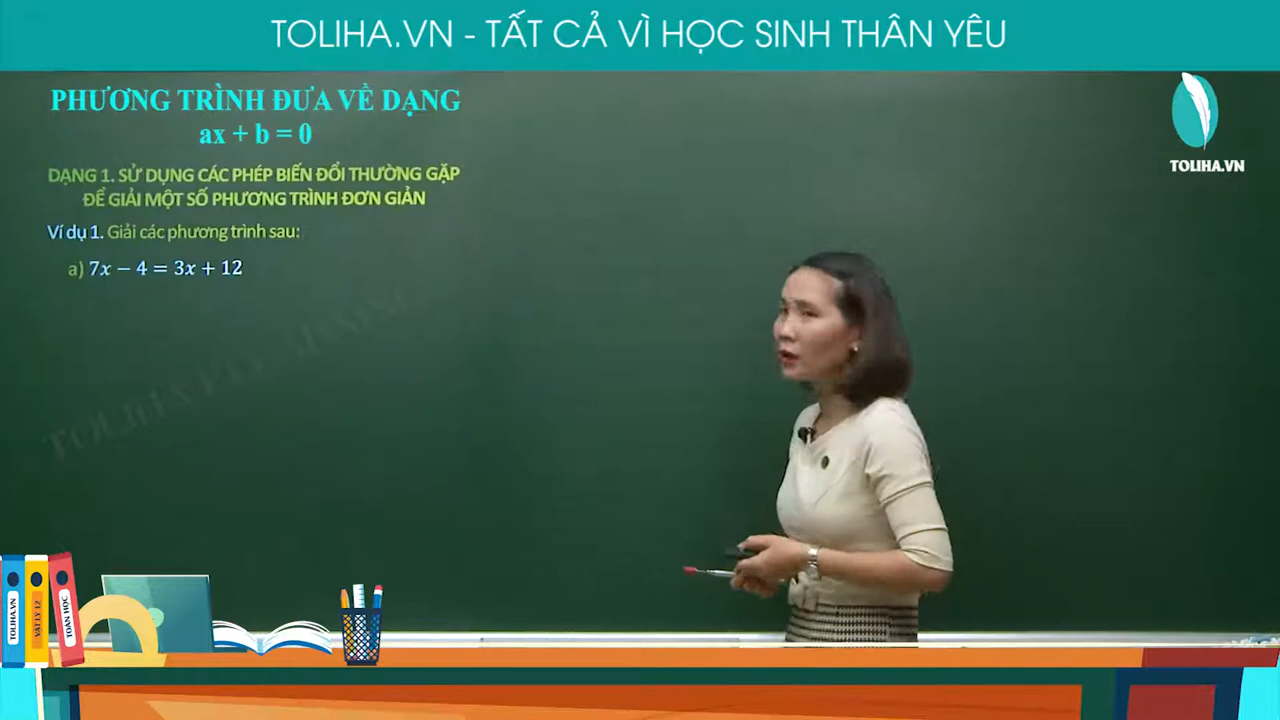 TOLIHA.VN - TẤT CẢ VÌ HỌC SINH THÂN YÊU
PHƯƠNG TRÌNH ĐƯA VỀ DẠNG
ax + b = 0
TOLIHA.VN
DẠNG 1. SỬ DỤNG CÁC PHÉP BIẾN ĐỔI THƯỜNG GẶP
ĐỂ GIẢI MỘT SỐ PHƯƠNG TRÌNH ĐƠN GIẢN
Ví dụ 1. Giải các phương trình sau:
a) 7x − 4 = 3x + 12
TOLIHA.VN
VẬT LÝ 12
TOÁN HỌC